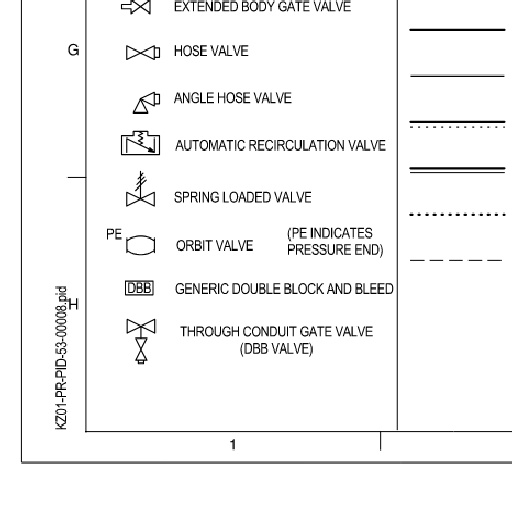 EXTENDED BODY GATE VALVE
G
HOSE VALVE
ANGLE HOSE VALVE
AUTOMATIC RECIRCULATION VALVE
SPRING LOADED VALVE
PE
ORBIT VALVE
(PE INDICATES
PRESSURE END)
DBB
GENERIC DOUBLE BLOCK AND BLEED
H
THROUGH CONDUIT GATE VALVE
(DBB VALVE)
KZ01-PR-PID-53-00008.pid
1